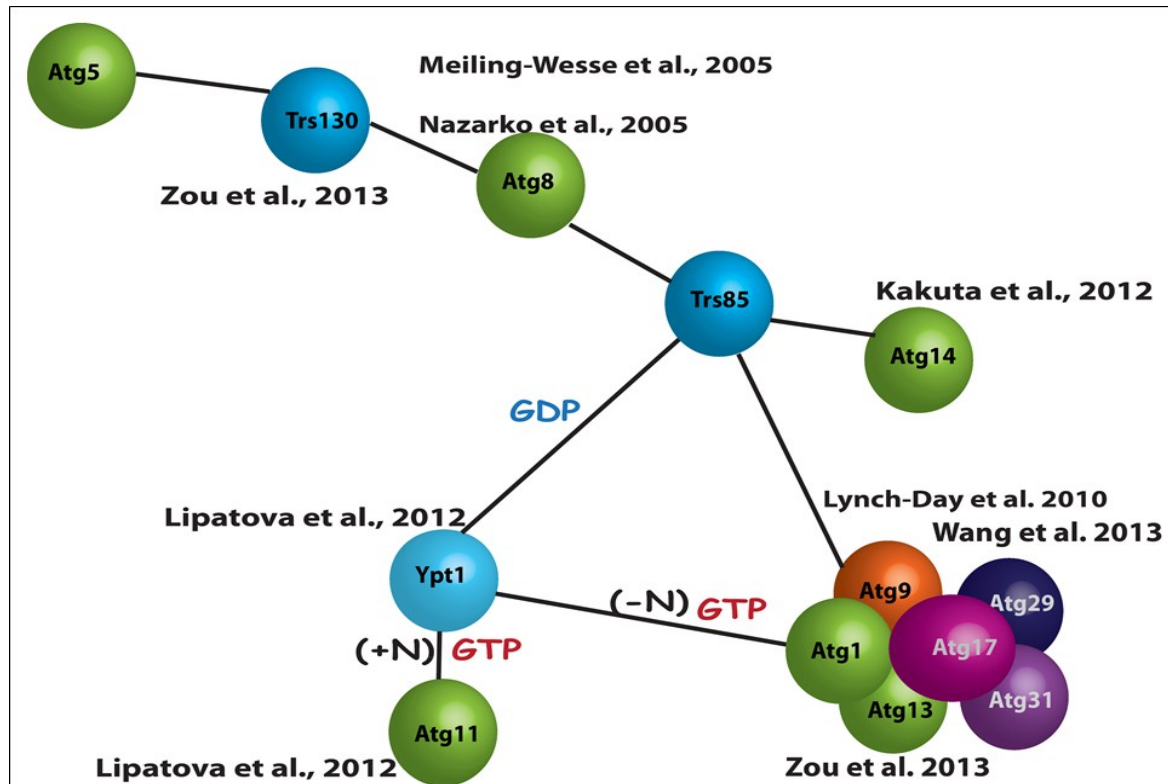 Atg5
Meiling-Wesse et al., 2005
Trs130
Nazarko et al., 2005
Atg8
Zou et al., 2013
Trs85
Kakuta et al., 2012
Atg14
GDP
Lynch-Day et al. 2010
Lipatova et al., 2012
Wang et al. 2013
Ypt1
Atg9
Atg29
(–N) GTP
Atg1
Atg17
(+N) GTP
Atg31
Atg13
Atg11
Lipatova et al., 2012
Zou et al. 2013